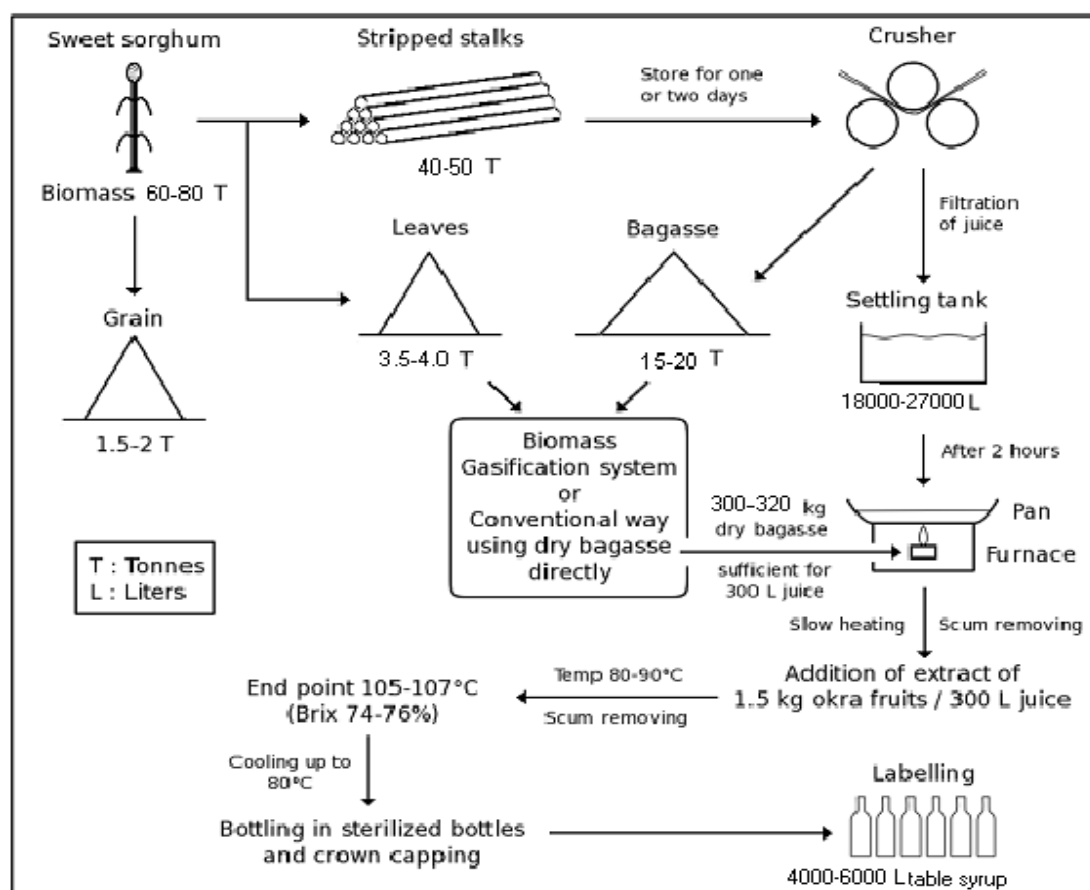 Sweet sorghum
Stripped stalks
Crusher
Store for one
or two days
Biomass 60-80 T
40-50 T
Filtration
of juice
Leaves
Bagasse
Grain
Settling tank
3.5-4.0 T
15-20 T
18000-27000 L
1.5-2 T
Biomass
Gasification system
or
Conventional way
using dry bagasse
directly
After 2 hours
300-320 kg
dry bagasse
sufficient for
300 L juice
Pan
Furnace
T : Tonnes
L : Liters
Slow heating
Scum removing
Addition of extract of
1.5 kg okra fruits / 300 L juice
Temp 80-90°C
Scum removing
End point 105-107°C
(Brix 74-76%)
Cooling up to
80°C
Bottling in sterilized bottles
and crown capping
Labelling
4000-6000 L table syrup